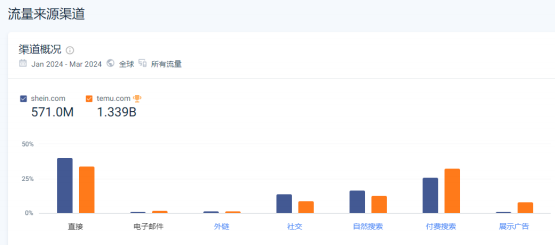 流量来源渠道
渠道概况
Jan 2024 - Mar 2024 全球 所有流量
shein.com temu.com
571.0M 1.339B
50%
25%
0%
直接 电子邮件 外链 社交 自然搜索 付费搜索 展示广告